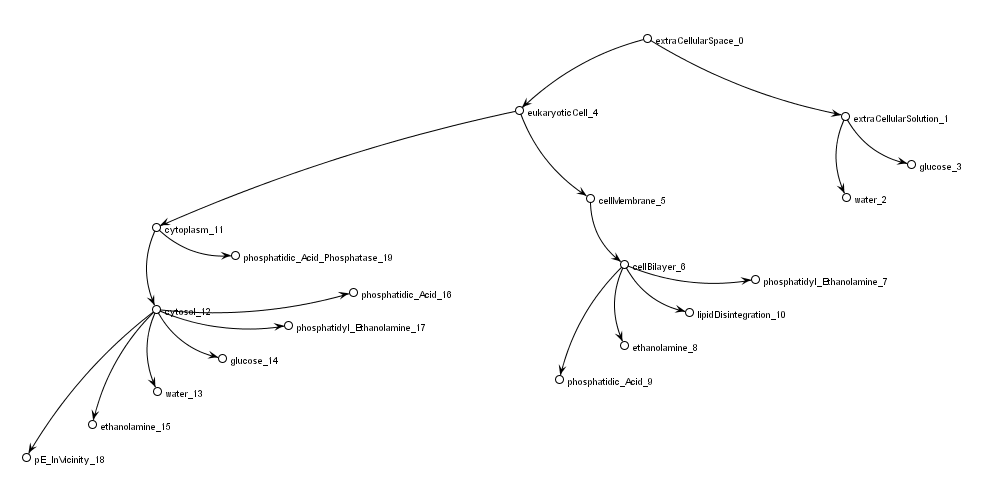 extraCellularSpace_0
eukaryoticCell_4
extraCellularSolution_1
glucose_3
water_2
cellMembrane_5
cytoplasm_11
phosphatidic_Acid_Phosphatase_19
cellBilayer_6
phosphatidyl_Ethanolamine_7
phosphatidic_Acid_16
cytosol_12
lipidDisintegration_10
phosphatidyl_Ethanolamine_17
ethanolamine_8
glucose_14
phosphatidic_Acid_9
water_13
ethanolamine_15
pE_InVicinity_18